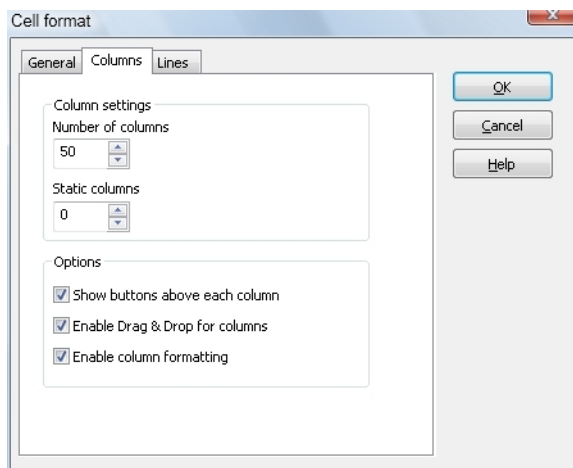 Cell format
General Columns Lines
Column settings
Number of columns
50
Static columns
0
Options
Show buttons above each column
Enable Drag & Drop for columns
Enable column formatting
OK
Cancel
Help